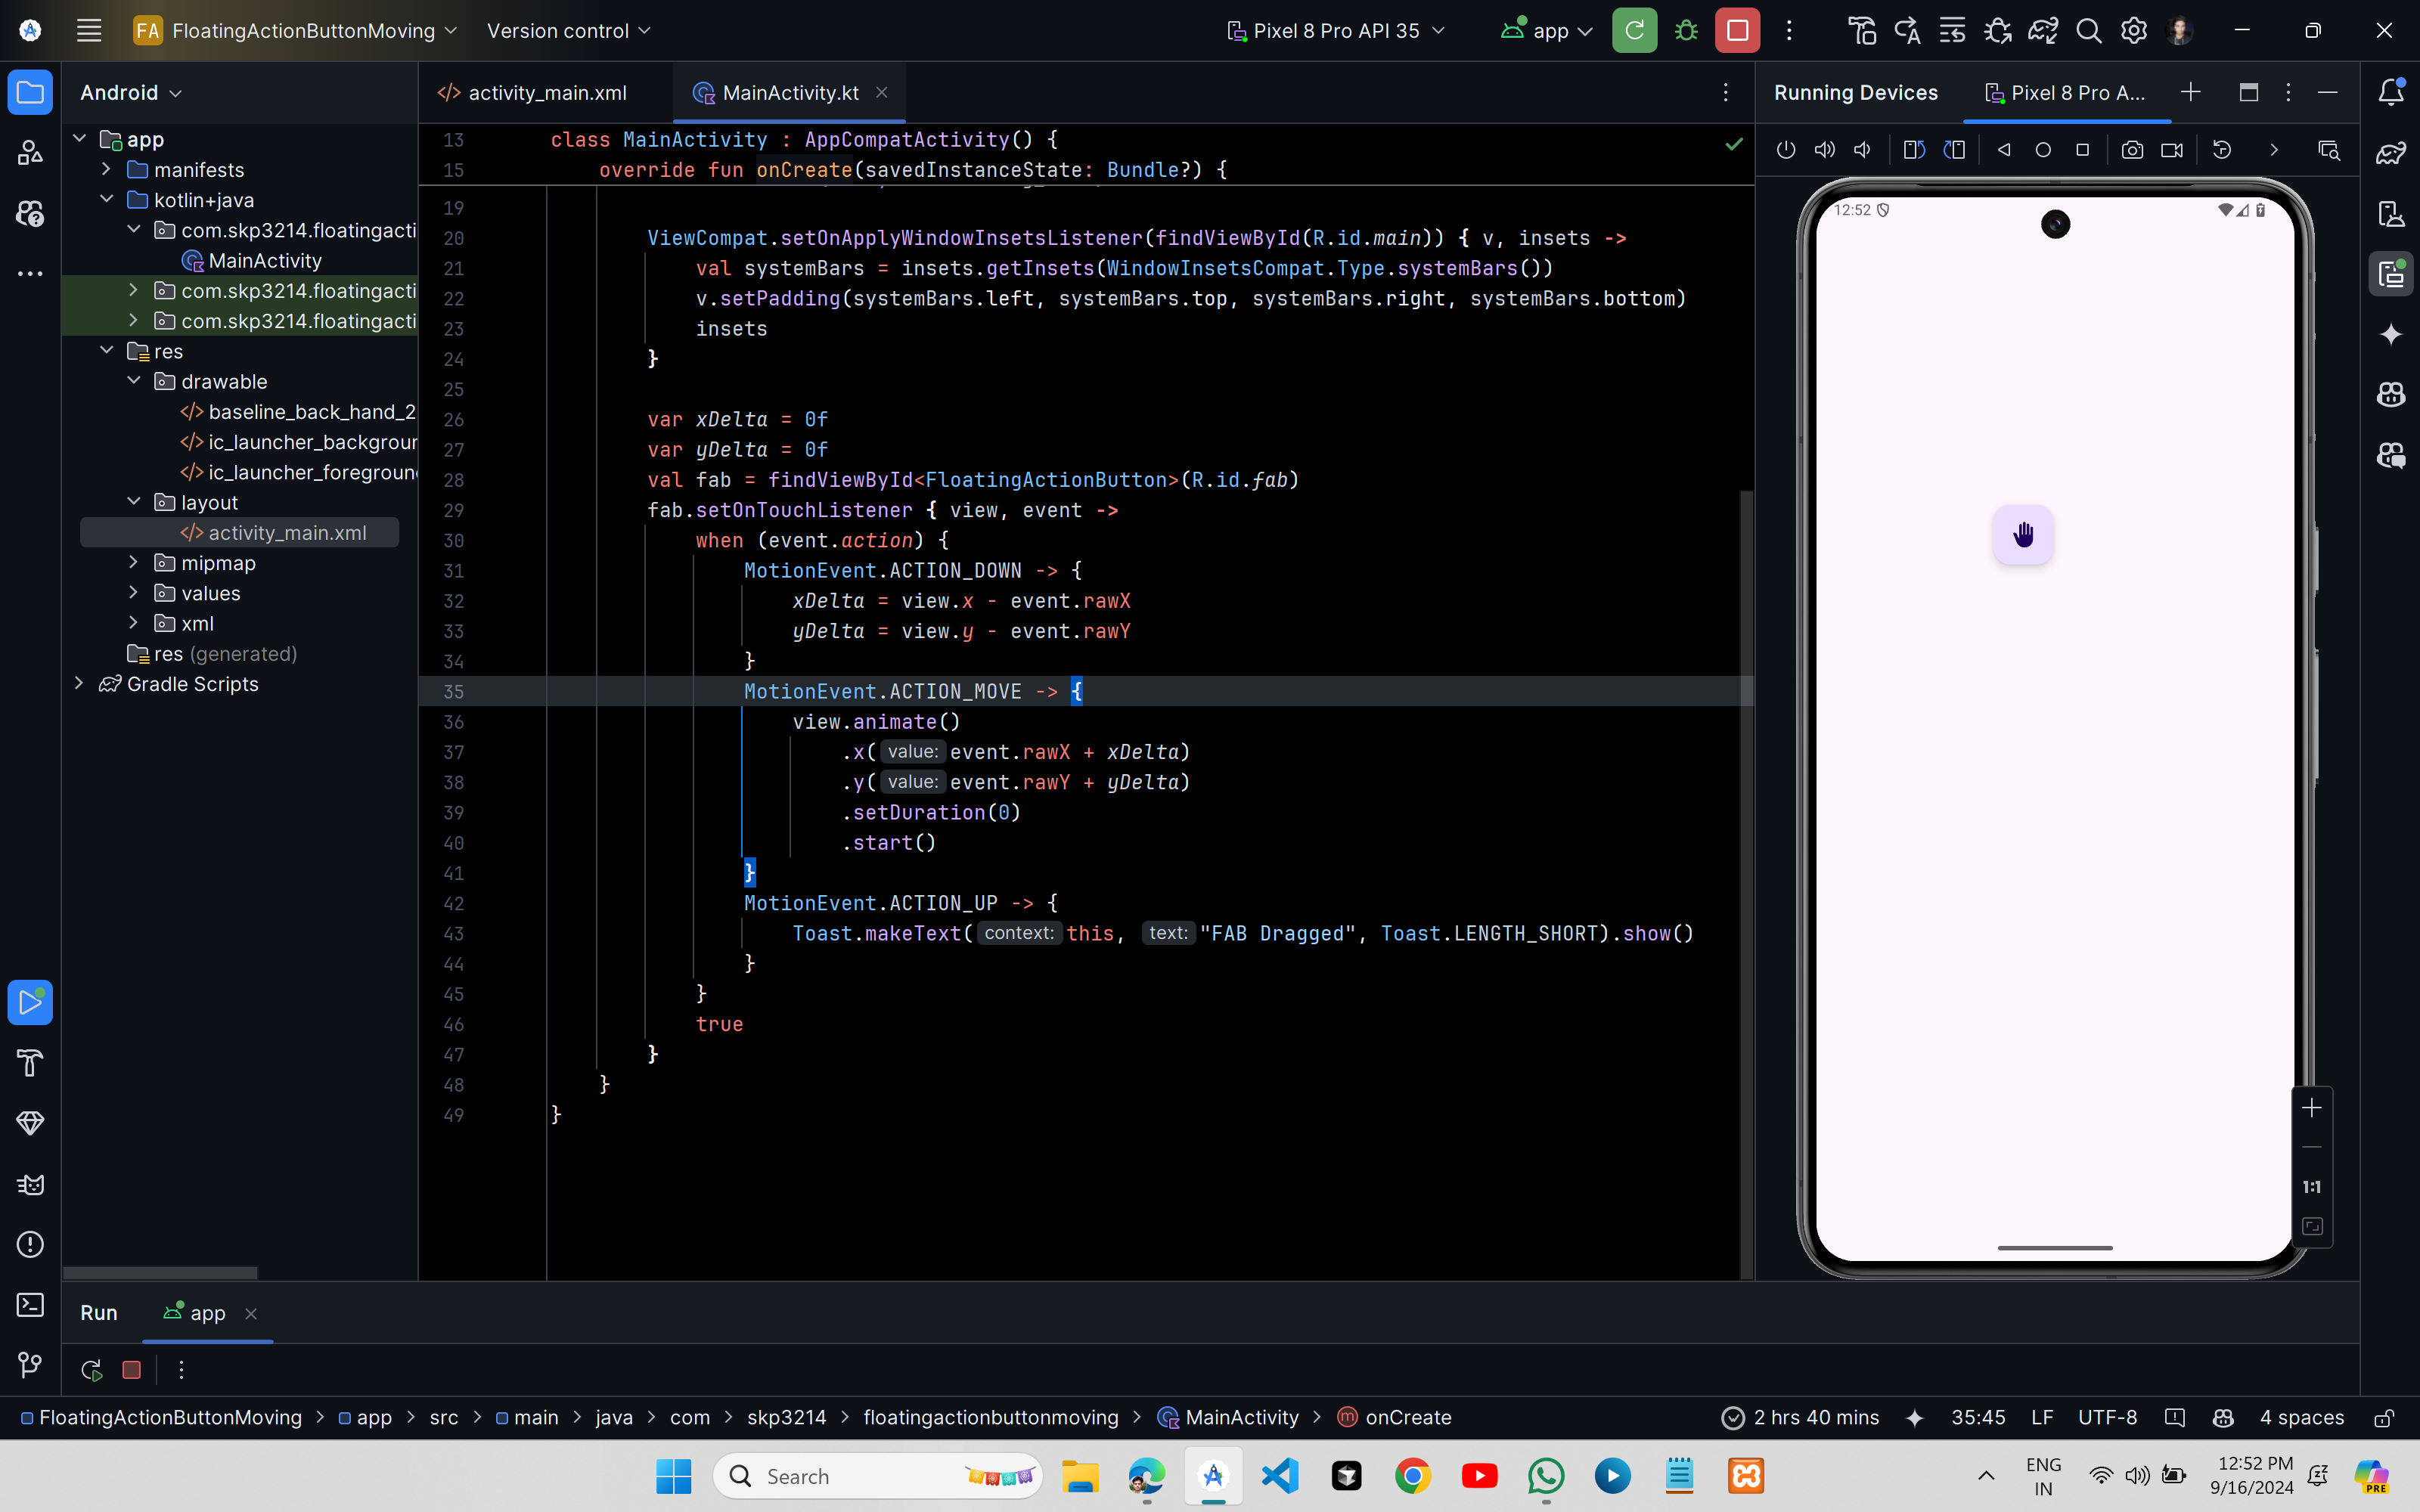 FA FloatingActionButtonMoving Version control Pixel 8 Pro API 35 app
Android
app
manifests
kotlin+java
com.skp3214.floatingacti
MainActivity
com.skp3214.floatingacti
com.skp3214.floatingacti
res
drawable
baseline_back_hand_2
ic_launcher_backgroun
ic_launcher_foregroun
layout
activity_main.xml
mipmap
values
xml
res (generated)
Gradle Scripts
activity_main.xml MainActivity.kt
13 class MainActivity : AppCompatActivity() {
15 override fun onCreate(savedInstanceState: Bundle?) {
19
20 ViewCompat.setOnApplyWindowInsetsListener(findViewById(R.id.main)) { v, insets ->
21 val systemBars = insets.getInsets(WindowInsetsCompat.Type.systemBars())
22 v.setPadding(systemBars.left, systemBars.top, systemBars.right, systemBars.bottom)
23 insets
24 }
25
26 var xDelta = 0f
27 var yDelta = 0f
28 val fab = findViewById<FloatingActionButton>(R.id.fab)
29 fab.setOnTouchListener { view, event ->
30 when (event.action) {
31 MotionEvent.ACTION_DOWN -> {
32 xDelta = view.x - event.rawX
33 yDelta = view.y - event.rawY
34 }
35 MotionEvent.ACTION_MOVE -> {
36 view.animate()
37 .x( value: event.rawX + xDelta)
38 .y( value: event.rawY + yDelta)
39 .setDuration(0)
40 .start()
41 }
42 MotionEvent.ACTION_UP -> {
43 Toast.makeText( context: this, text: "FAB Dragged", Toast.LENGTH_SHORT).show()
44 }
45 }
46 true
47 }
48 }
49 }
Running Devices Pixel 8 Pro A...
12:52
1:1
Run app
FloatingActionButtonMoving > app > src > main > java > com > skp3214 > floatingactionbuttonmoving > MainActivity > m onCreate 2 hrs 40 mins 35:45 LF UTF-8 4 spaces
Search
ENG
IN
12:52 PM
9/16/2024
PRE